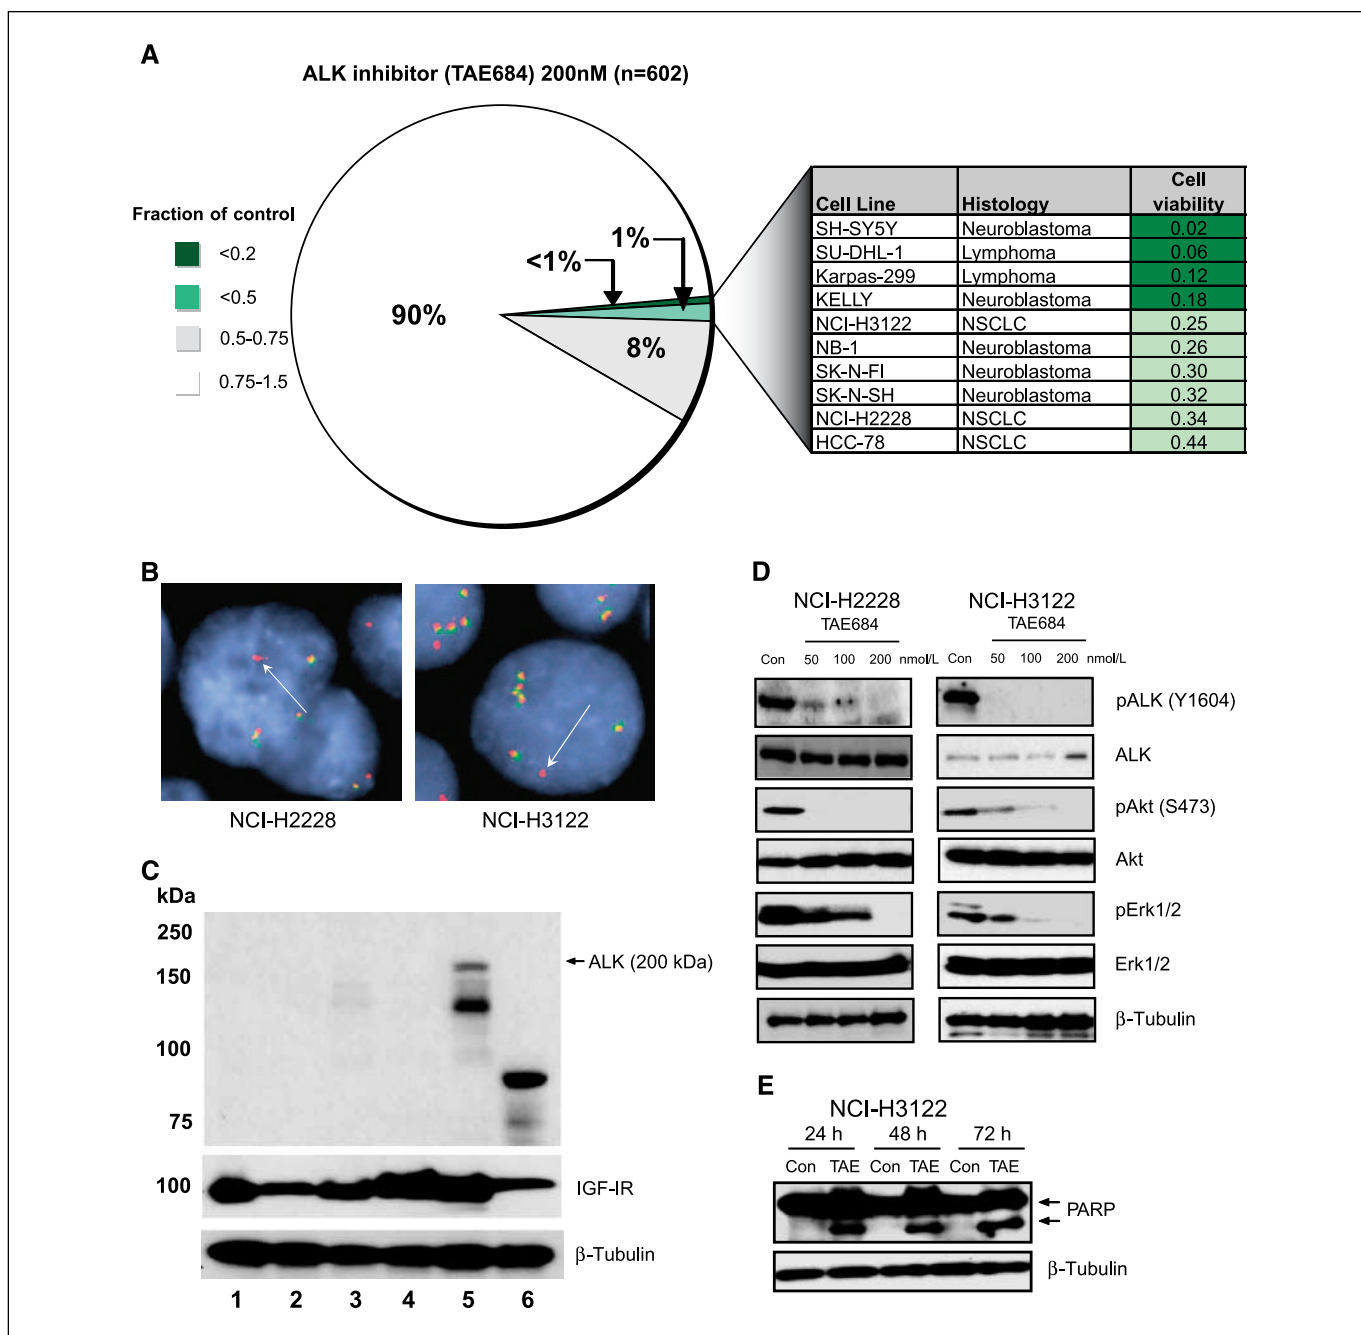 A
ALK inhibitor (TAE684) 200nM (n=602)
Fraction of control
<0.2
<0.5
0.5-0.75
0.75-1.5
90%
<1%
1%
8%
Cell Line Histology Cell viability
SH-SY5Y Neuroblastoma 0.02
SU-DHL-1 Lymphoma 0.06
Karpas-299 Lymphoma 0.12
KELLY Neuroblastoma 0.18
NCI-H3122 NSCLC 0.25
NB-1 Neuroblastoma 0.26
SK-N-FI Neuroblastoma 0.30
SK-N-SH Neuroblastoma 0.32
NCI-H2228 NSCLC 0.34
HCC-78 NSCLC 0.44
B
NCI-H2228 NCI-H3122
C
kDa
250
150
100
75
ALK (200 kDa)
100
IGF-IR
β-Tubulin
1 2 3 4 5 6
D
NCI-H2228 NCI-H3122
TAE684 TAE684
Con 50 100 200 nmol/L Con 50 100 200 nmol/L
pALK (Y1604)
ALK
pAkt (S473)
Akt
pErk1/2
Erk1/2
β-Tubulin
E
NCI-H3122
24 h 48 h 72 h
Con TAE Con TAE Con TAE
PARP
β-Tubulin